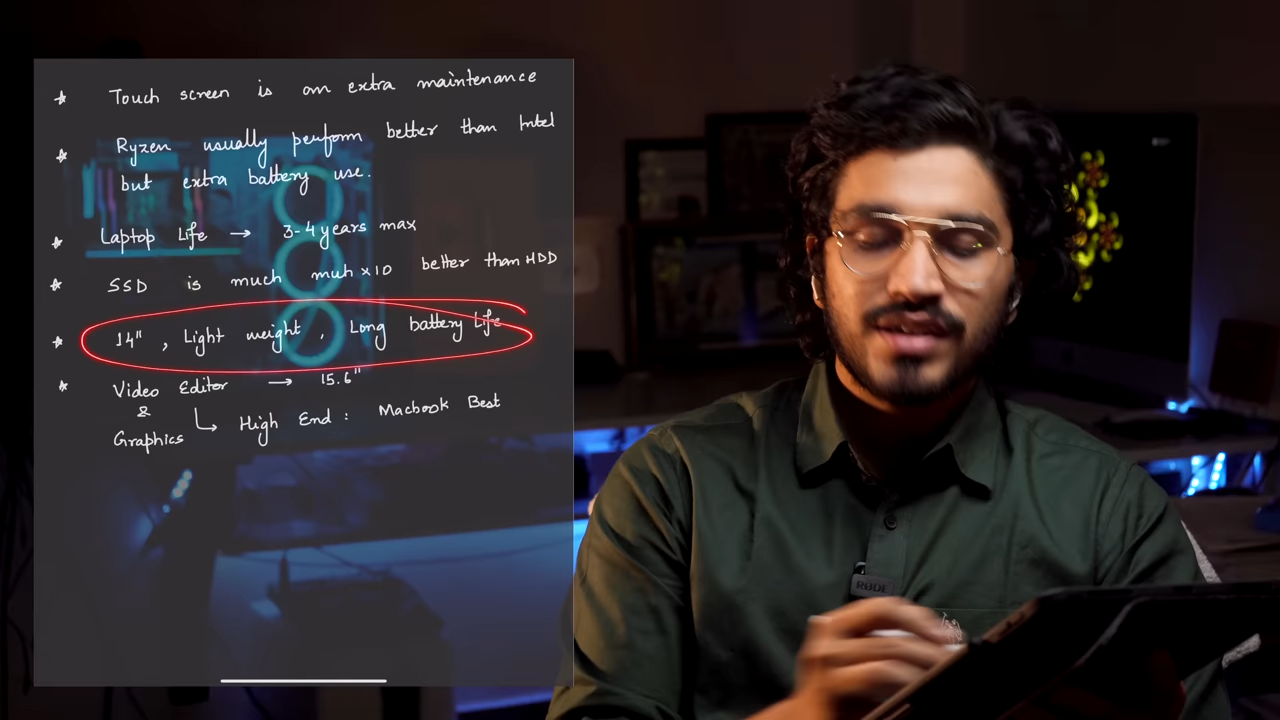 ☆ Touch screen is an extra maintenance
☆ Ryzen usually perform better than Intel
but extra battery use.
☆ Laptop Life → 3-4 years max
☆ SSD is much muh x10 better than HDD
☆ 14", Light weight, Long battery Life
☆ Video Editor → 15.6"
&
Graphics ↳ High End : Macbook Best
RØDE